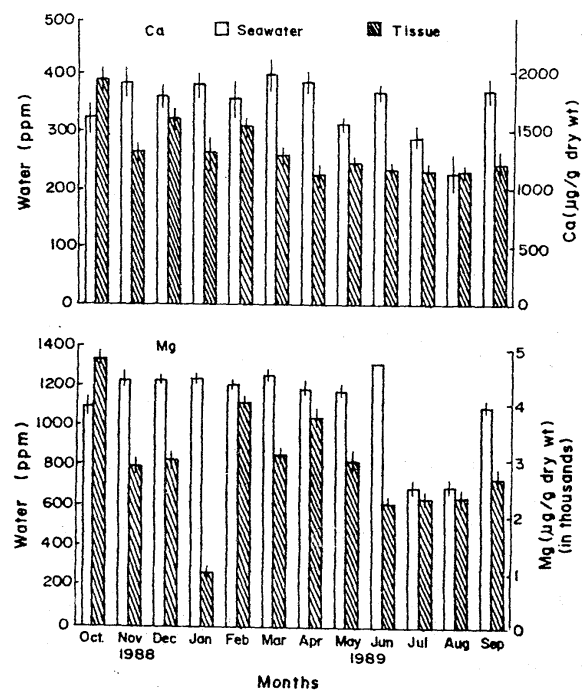 Ca Seawater Tissue
500
400
300
200
100
0
Water (ppm)
2000
1500
1000
500
0
Ca (µg/g dry wt)
Mg
1400
1200
1000
800
600
400
200
0
Water (ppm)
5
4
3
2
1
0
Mg (µg/g dry wt)
(in thousands)
Oct. Nov Dec Jan Feb Mar Apr May Jun Jul Aug Sep
1988 1989
Months